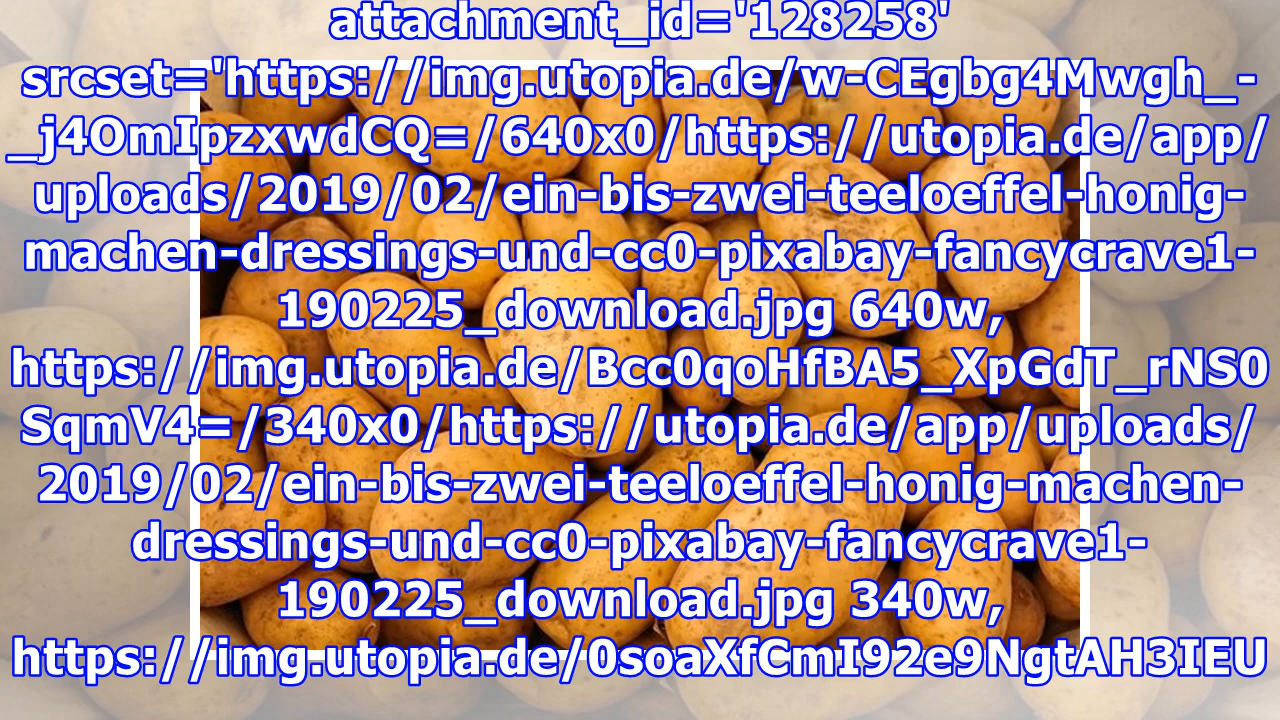 attachment_id='128258'
srcset='https://img.utopia.de/w-CEgbg4Mwgh_-
_j4OmIpzxwdCQ=/640x0/https://utopia.de/app/
uploads/2019/02/ein-bis-zwei-teeloeffel-honig-
machen-dressings-und-cc0-pixabay-fancycrave1-
190225_download.jpg 640w,
https://img.utopia.de/Bcc0qoHfBA5_XpGdT_rNS0
SqmV4=/340x0/https://utopia.de/app/uploads/
2019/02/ein-bis-zwei-teeloeffel-honig-machen-
dressings-und-cc0-pixabay-fancycrave1-
190225_download.jpg 340w,
https://img.utopia.de/0soaXfCmI92e9NgtAH3IEU